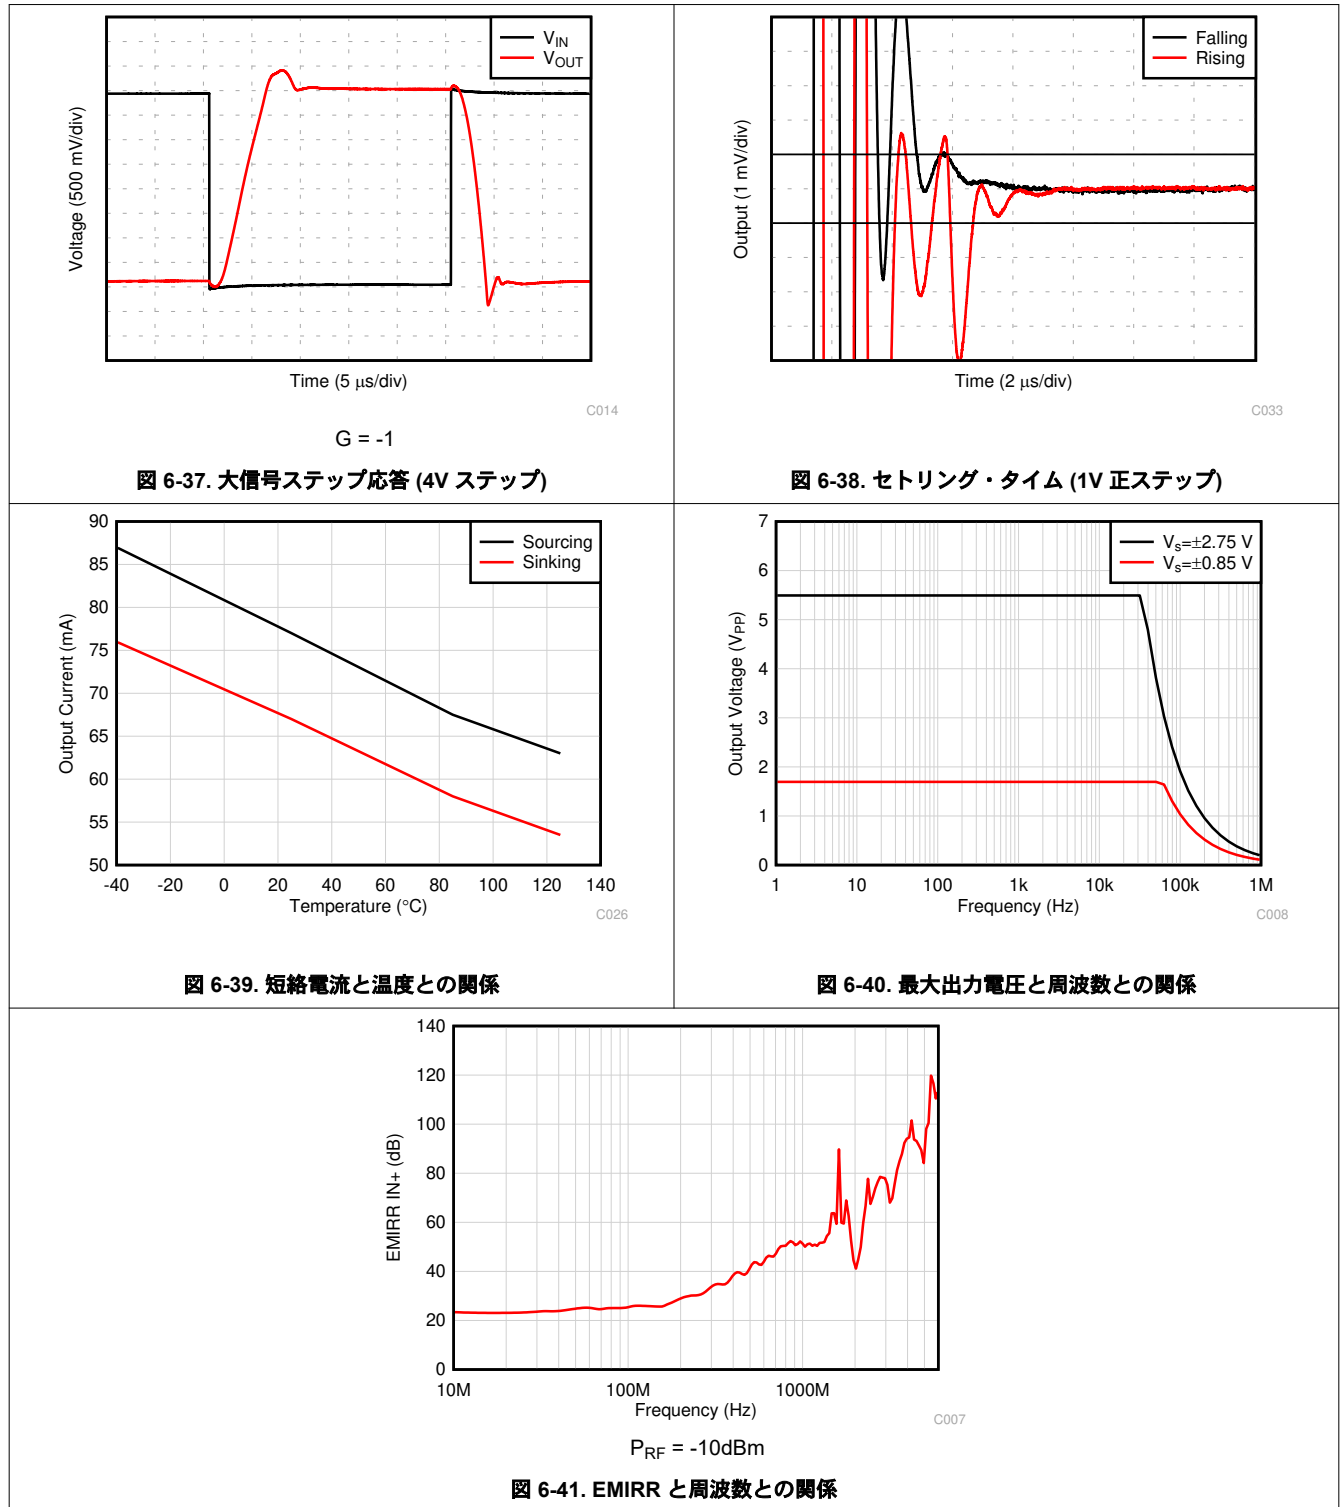 V_IN
V_OUT
Voltage (500 mV/div)
Time (5 µs/div)
C014
G = -1
図 6-37. 大信号ステップ応答 (4V ステップ)
Falling
Rising
Output (1 mV/div)
Time (2 µs/div)
C033
図 6-38. セトリング・タイム (1V 正ステップ)
90
85
80
75
70
65
60
55
50
Output Current (mA)
Sourcing
Sinking
-40 -20 0 20 40 60 80 100 120 140
Temperature (°C)
C026
図 6-39. 短絡電流と温度との関係
7
6
5
4
3
2
1
0
Output Voltage (V_PP)
V_s=±2.75 V
V_s=±0.85 V
1 10 100 1k 10k 100k 1M
Frequency (Hz)
C008
図 6-40. 最大出力電圧と周波数との関係
140
120
100
80
60
40
20
0
EMIRR IN+ (dB)
10M 100M 1000M
Frequency (Hz)
C007
P_RF = -10dBm
図 6-41. EMIRR と周波数との関係